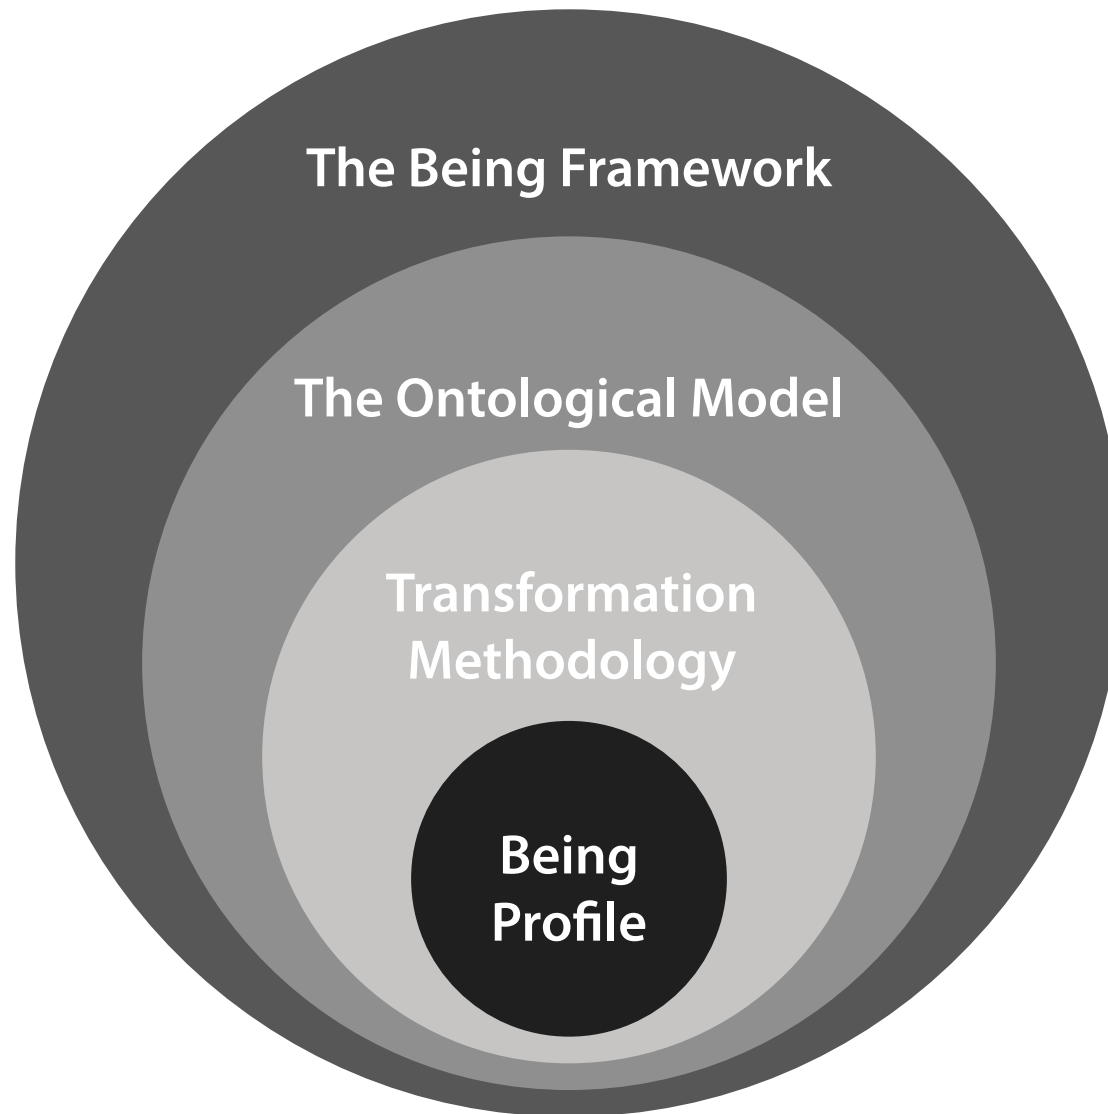 The Being Framework
The Ontological Model
Transformation
Methodology
Being
Profile